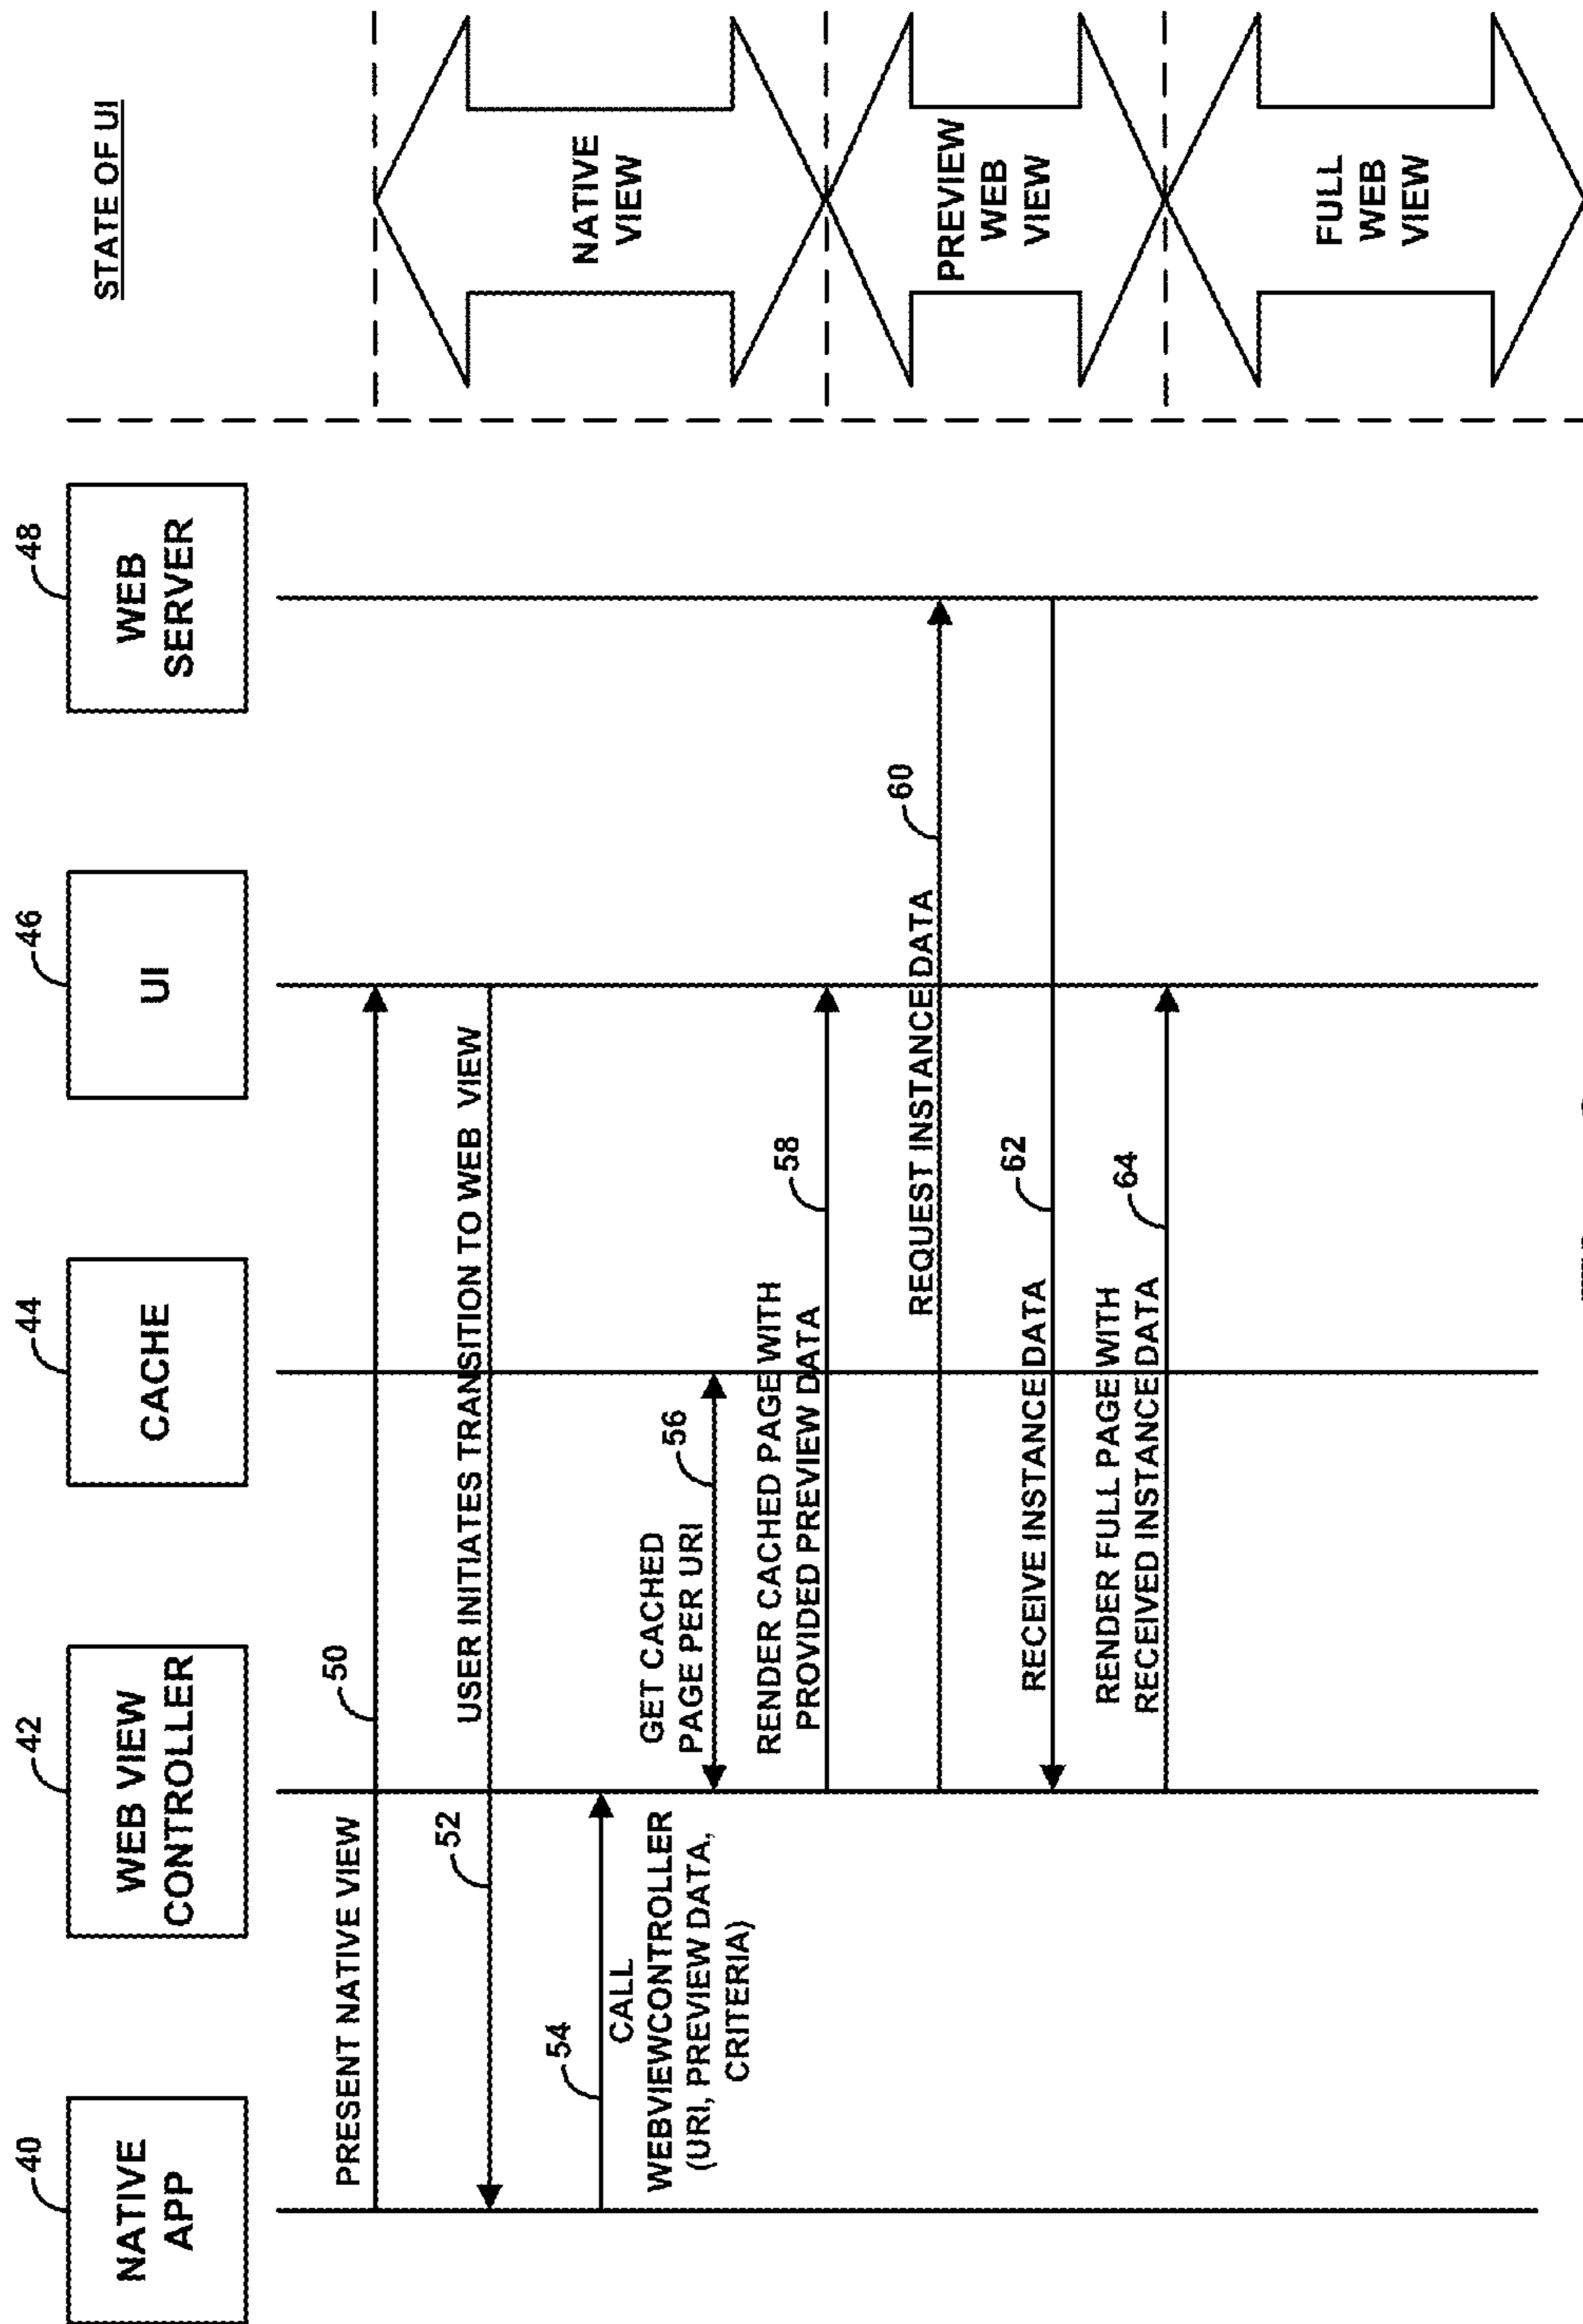 40
NATIVE
APP
42
WEB VIEW
CONTROLLER
44
CACHE
46
UI
48
WEB
SERVER
STATE OF UI
PRESENT NATIVE VIEW
50
USER INITIATES TRANSITION TO WEB VIEW
52
54
CALL
WEBVIEWCONTROLLER
(URI, PREVIEW DATA,
CRITERIA)
GET CACHED
PAGE PER URI
56
RENDER CACHED PAGE WITH
PROVIDED PREVIEW DATA
58
REQUEST INSTANCE DATA
60
RECEIVE INSTANCE DATA
62
RENDER FULL PAGE WITH
RECEIVED INSTANCE DATA
64
NATIVE
VIEW
PREVIEW
WEB
VIEW
FULL
WEB
VIEW